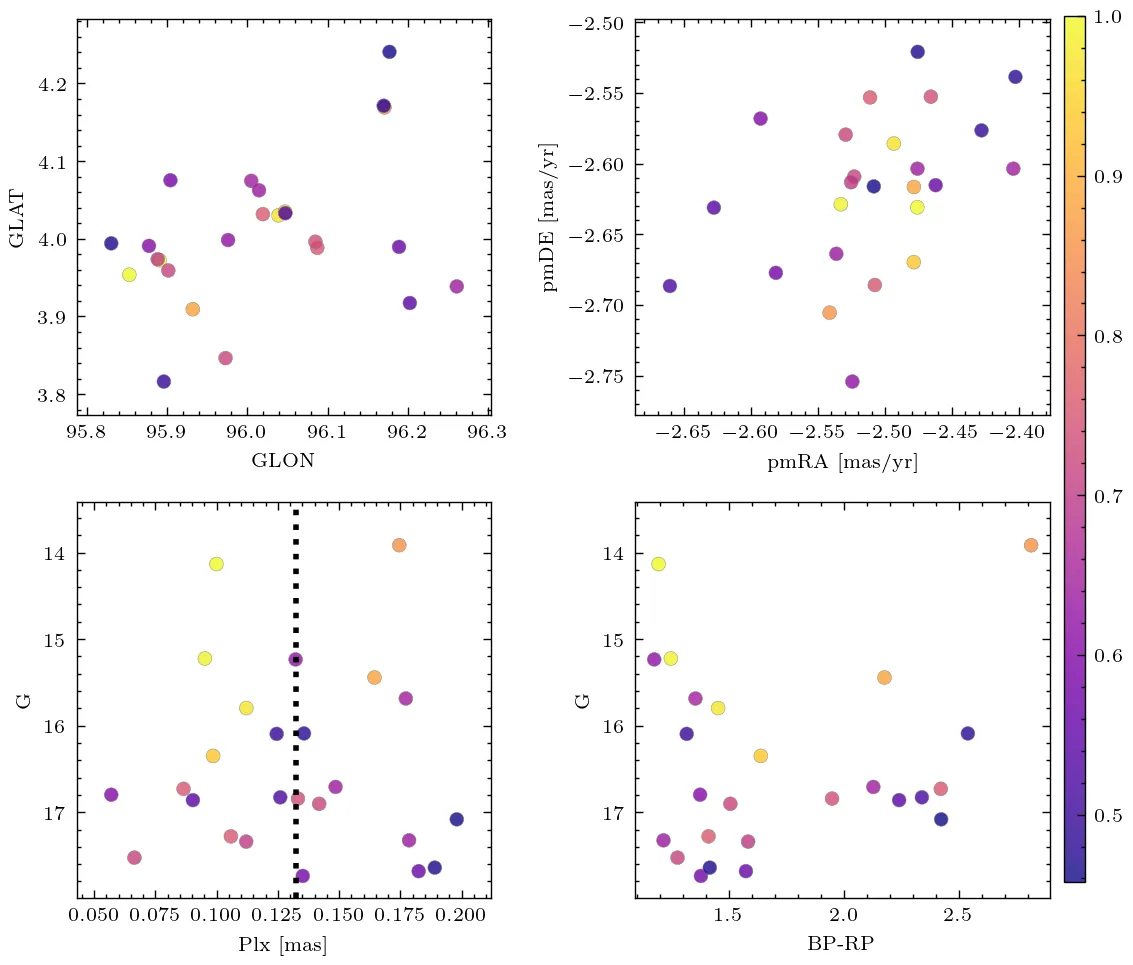 4.2
4.1
4.0
3.9
3.8
GLAT
95.8 95.9 96.0 96.1 96.2 96.3
GLON
−2.50
−2.55
−2.60
−2.65
−2.70
−2.75
pmDE [mas/yr]
−2.65 −2.60 −2.55 −2.50 −2.45 −2.40
pmRA [mas/yr]
1.0
0.9
0.8
0.7
0.6
0.5
14
15
16
17
G
0.050 0.075 0.100 0.125 0.150 0.175 0.200
Plx [mas]
14
15
16
17
G
1.5 2.0 2.5
BP-RP